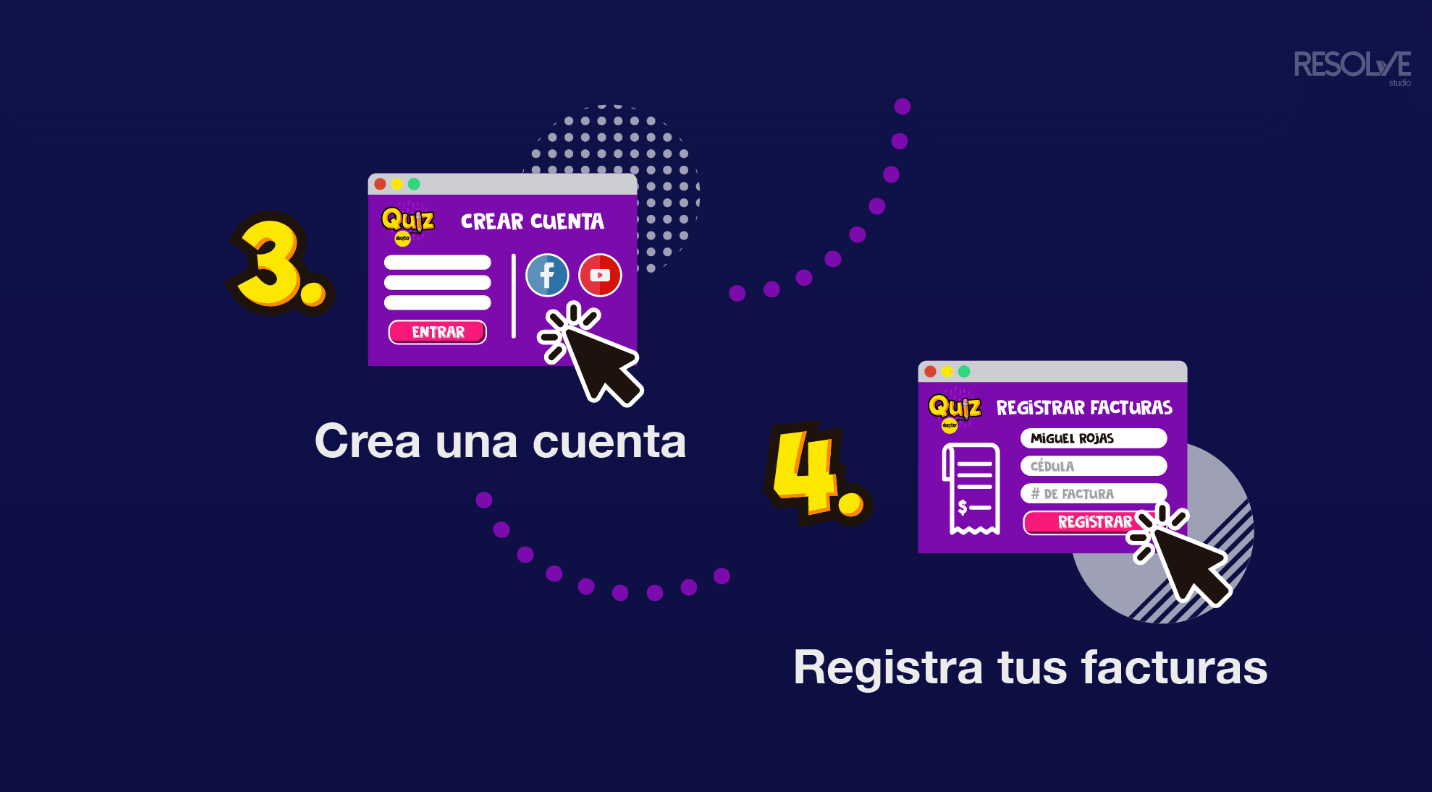 RESOLVE
studio
3.
Quiz
CREAR CUENTA
ENTRAR
Crea una cuenta
4.
Quiz
REGISTRAR FACTURAS
MIGUEL ROJAS
CÉDULA
# DE FACTURA
$
REGISTRAR
Registra tus facturas